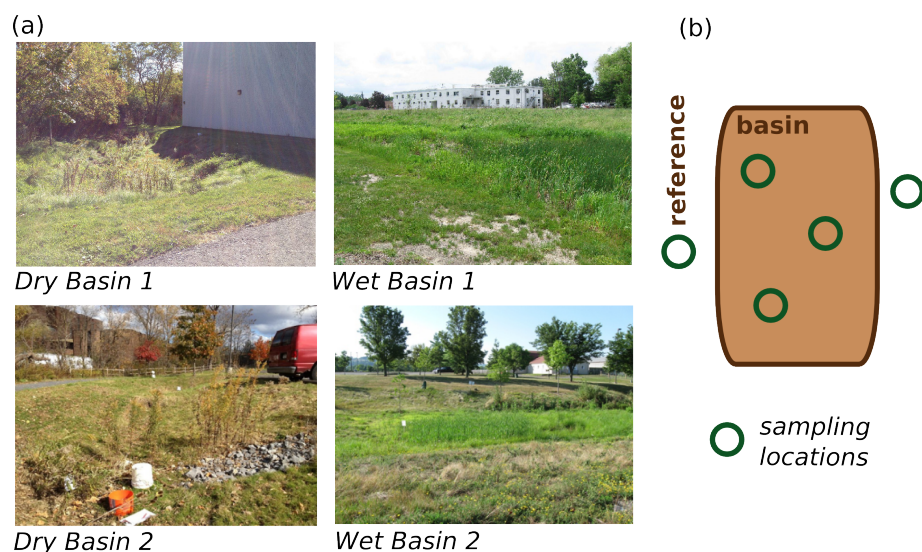 (a)
Dry Basin 1
Wet Basin 1
Dry Basin 2
Wet Basin 2
(b)
reference
basin
sampling
locations